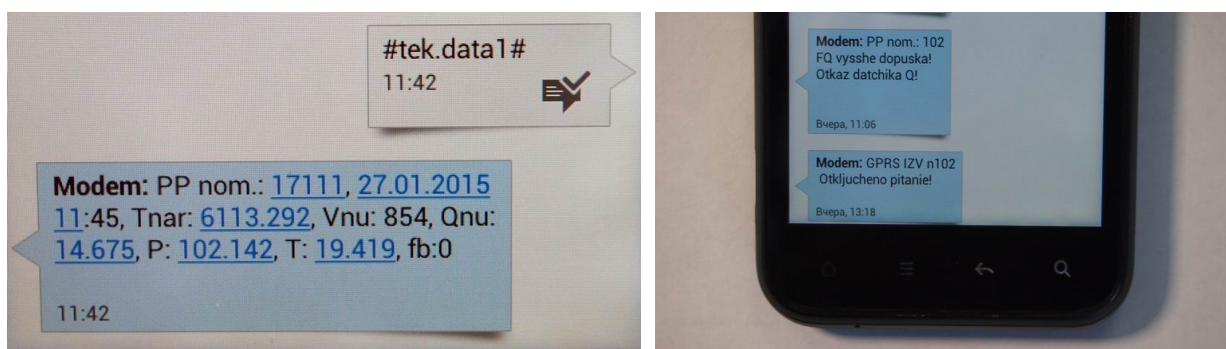 #tek.data1#
11:42
Modem: PP nom.: 17111, 27.01.2015
11:45, Tnar: 6113.292, Vnu: 854, Qnu:
14.675, P: 102.142, T: 19.419, fb:0
11:42
Modem: PP nom.: 102
FQ vysshe dopuska!
Otkaz datchika Q!
Вчера, 11:06
Modem: GPRS IZV n102
Otkljucheno pitanie!
Вчера, 13:18